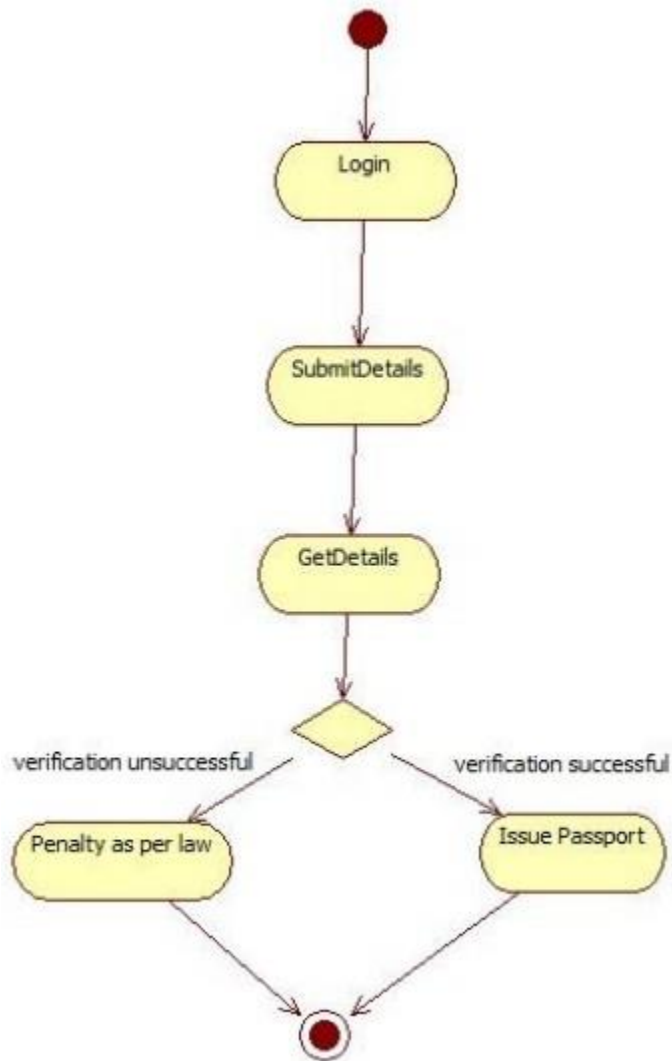 Login
SubmitDetails
GetDetails
verification unsuccessful
verification successful
Penalty as per law
Issue Passport